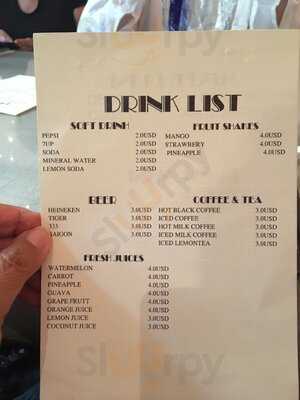 DRINK LIST
SOFT DRINK
PEPSI 2.0USD
7UP 2.0USD
SODA 2.0USD
MINERAL WATER 2.0USD
LEMON SODA 2.0USD
FRUIT SHAKES
MANGO 4.0USD
STRAWBERY 4.0USD
PINEAPPLE 4.0USD
BEER
HEINEKEN 3.0USD
TIGER 3.0USD
333 3.0USD
SAIGON 3.0USD
COFFEE & TEA
HOT BLACK COFFEE 3.0USD
ICED COFFEE 3.0USD
HOT MILK COFFEE 3.0USD
ICED MILK COFFEE 3.0USD
ICED LEMONTEA 3.0USD
FRESH JUICES
WATERMELON 4.0USD
CARROT 4.0USD
PINEAPPLE 4.0USD
GUAVA 4.0USD
GRAPE FRUIT 4.0USD
ORANGE JUICE 4.0USD
LEMON JUICE 3.0USD
COCONUT JUICE 3.0USD